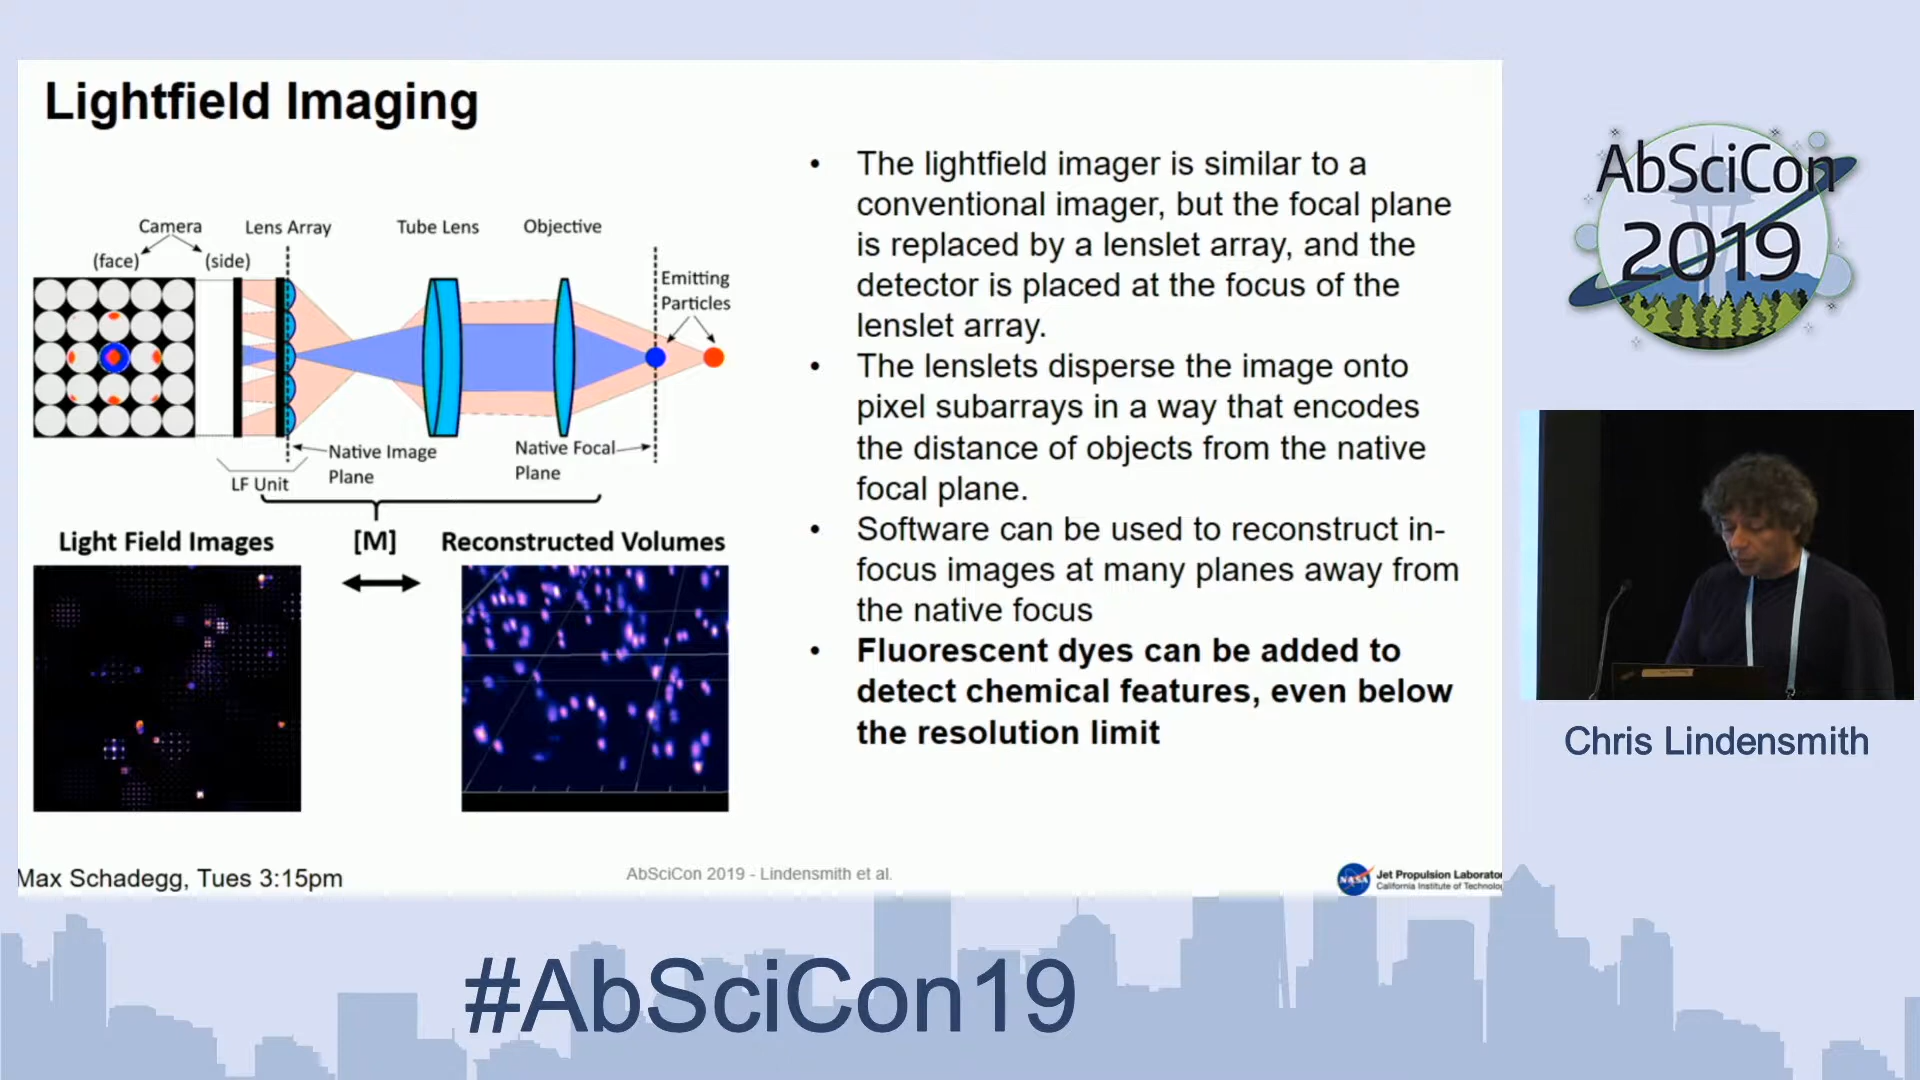 Lightfield Imaging
Camera
Lens Array
Tube Lens
Objective
(face)
(side)
Emitting
Particles
Native Image
Plane
Native Focal
Plane
LF Unit
Light Field Images
[M]
Reconstructed Volumes
• The lightfield imager is similar to a
conventional imager, but the focal plane
is replaced by a lenslet array, and the
detector is placed at the focus of the
lenslet array.
• The lenslets disperse the image onto
pixel subarrays in a way that encodes
the distance of objects from the native
focal plane.
• Software can be used to reconstruct in-
focus images at many planes away from
the native focus
• Fluorescent dyes can be added to
detect chemical features, even below
the resolution limit
Max Schadegg, Tues 3:15pm
AbSciCon 2019 - Lindensmith et al.
NASA
Jet Propulsion Laborato
California Institute of Technolo
AbSciCon
2019
Chris Lindensmith
#AbSciCon19